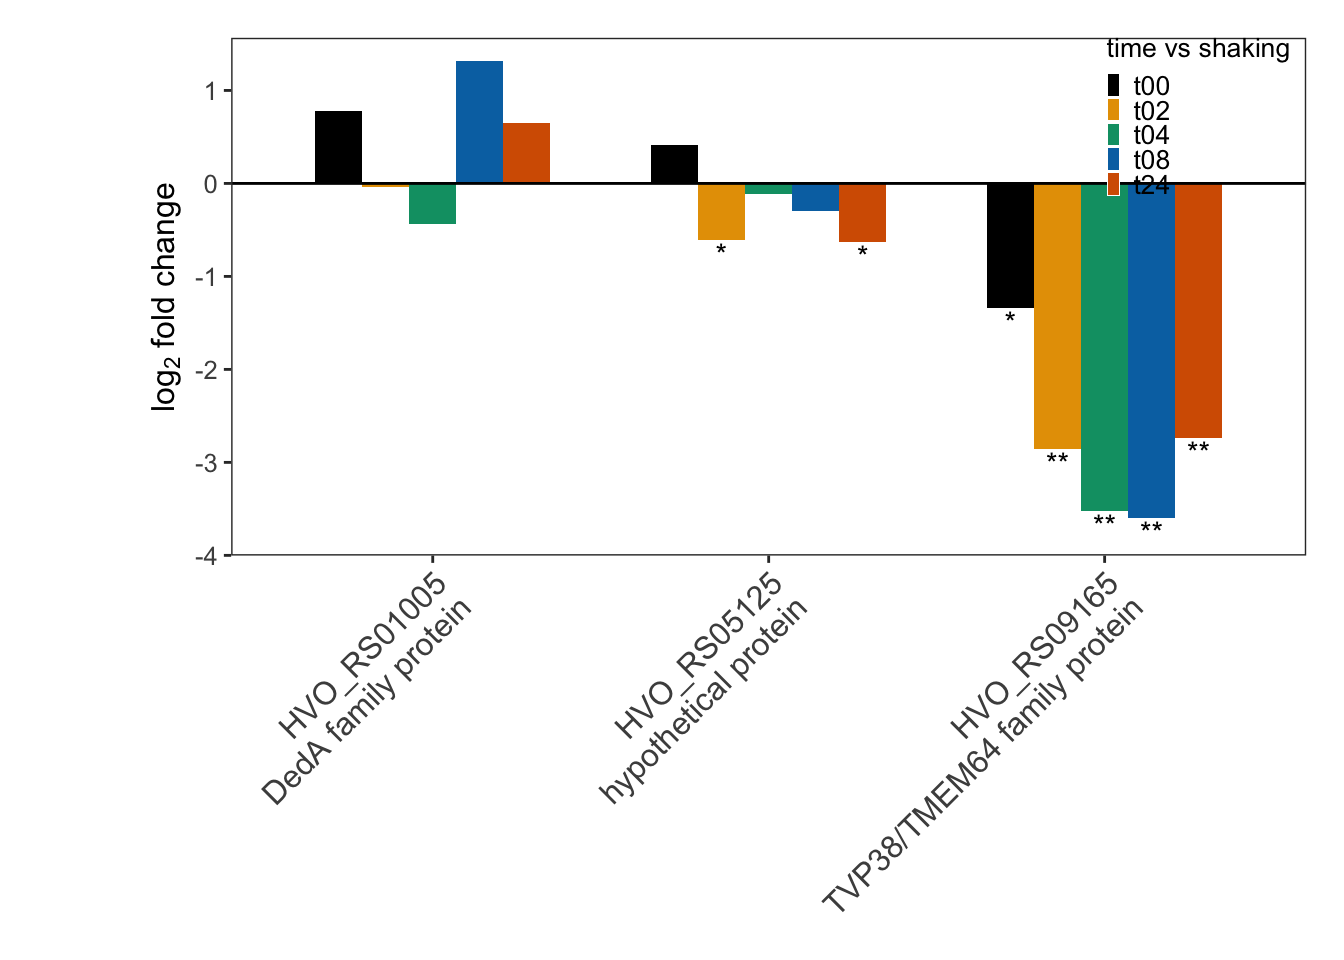 time vs shaking
t00
t02
t04
t08
t24
log2 fold change
1
0
-1
-2
-3
-4
*
*
*
**
**
**
**
HVO_RS01005
DedA family protein
HVO_RS05125
hypothetical protein
HVO_RS09165
TVP38/TMEM64 family protein